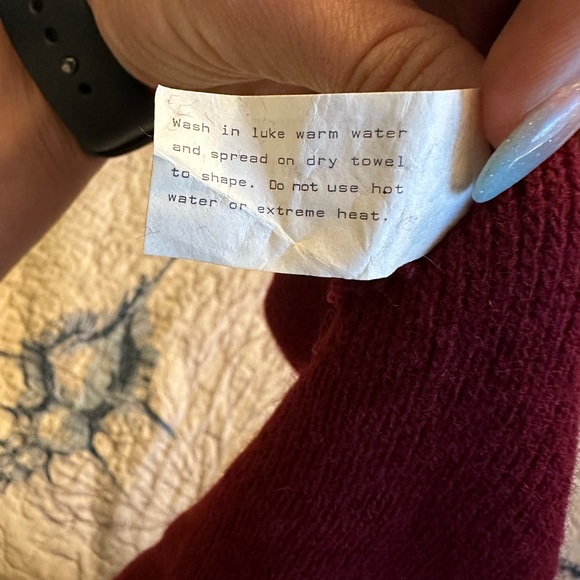 Wash in luke warm water
and spread on dry towel
to shape. Do not use hot
water or extreme heat.